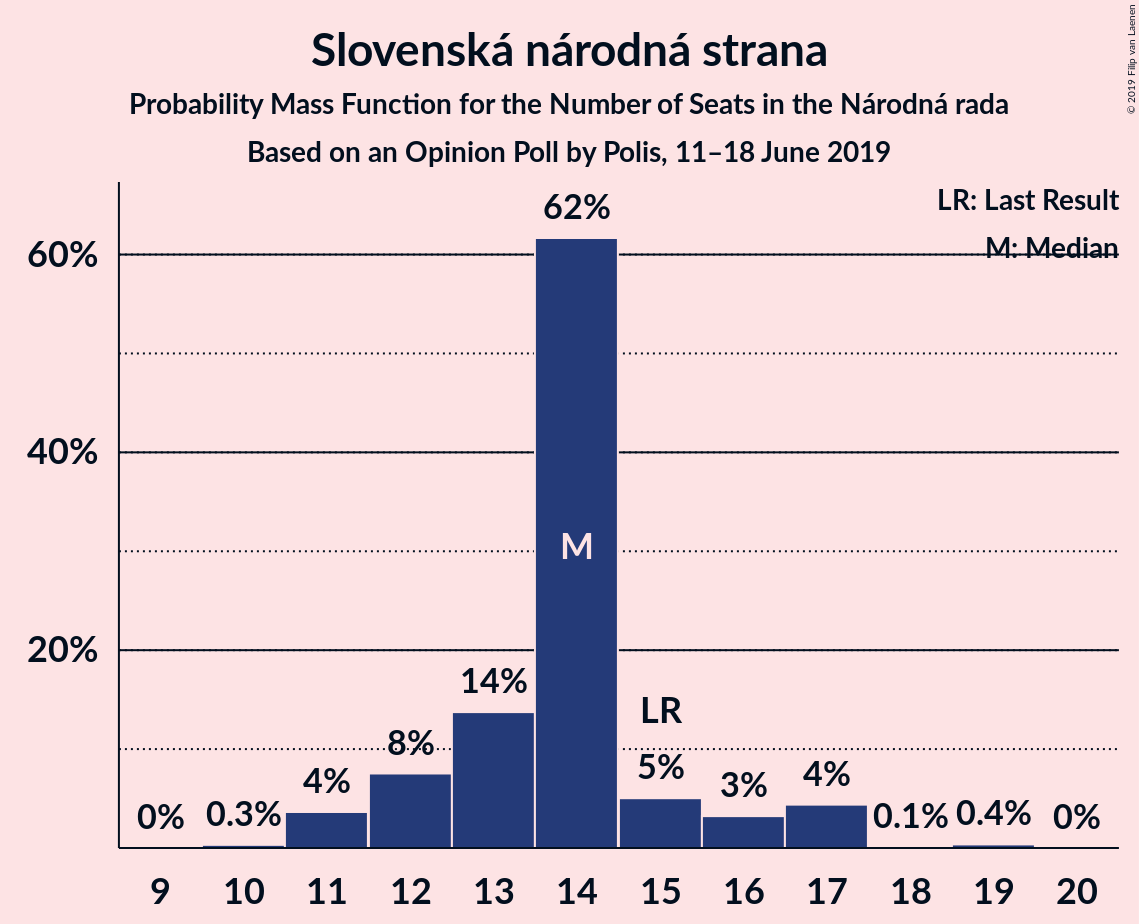 Slovenská národná strana
Probability Mass Function for the Number of Seats in the Národná rada
Based on an Opinion Poll by Polis, 11–18 June 2019
© 2019 Filip van Laenen
LR: Last Result
M: Median
62%
60%
40%
M
20%
14%
LR
8%
5%
4%
3%
4%
0%
0.3%
0.1%
0.4%
0%
9 10 11 12 13 14 15 16 17 18 19 20